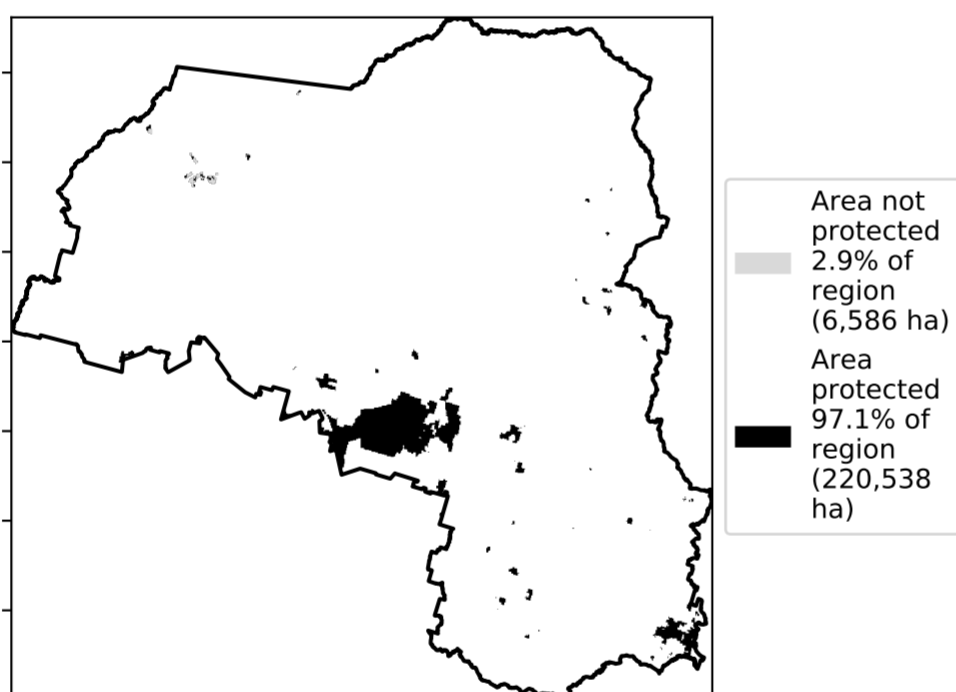 Area not
protected
2.9% of
region
(6,586 ha)
Area
protected
97.1% of
region
(220,538
ha)